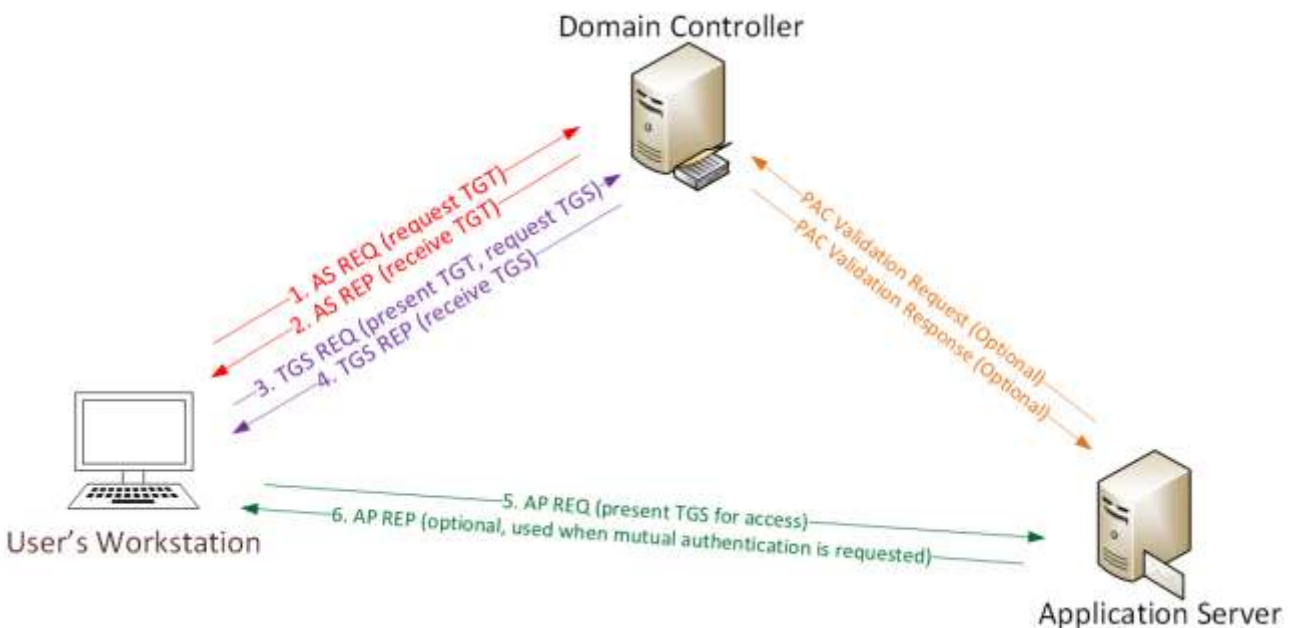 Domain Controller
1. AS REQ (request TGT)
2. AS REP (receive TGT)
3. TGS REQ (present TGT, request TGS)
4. TGS REP (receive TGS)
PAC Validation Request (Optional)
PAC Validation Response (Optional)
5. AP REQ (present TGS for access)
6. AP REP (optional, used when mutual authentication is requested)
User's Workstation
Application Server